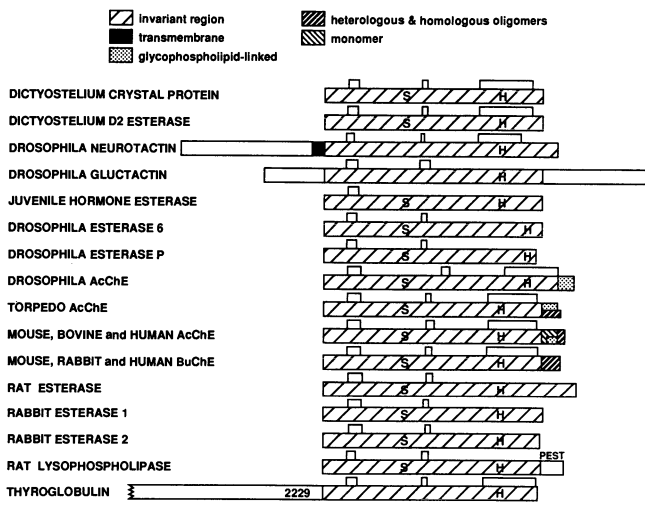 invariant region
transmembrane
glycophospholipid-linked
heterologous & homologous oligomers
monomer
DICTYOSTELIUM CRYSTAL PROTEIN S H
DICTYOSTELIUM D2 ESTERASE S H
DROSOPHILA NEUROTACTIN H
DROSOPHILA GLUCTACTIN H
JUVENILE HORMONE ESTERASE S H
DROSOPHILA ESTERASE 6 S H
DROSOPHILA ESTERASE P S H
DROSOPHILA AcChE S H
TORPEDO AcChE S H
MOUSE, BOVINE and HUMAN AcChE S H
MOUSE, RABBIT and HUMAN BuChE S H
RAT ESTERASE S H
RABBIT ESTERASE 1 S H
RABBIT ESTERASE 2 S H
RAT LYSOPHOSPHOLIPASE S H PEST
THYROGLOBULIN 2229 H